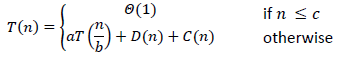 T(n) = { Θ(1) if n ≤ c
aT(n/b) + D(n) + C(n) otherwise